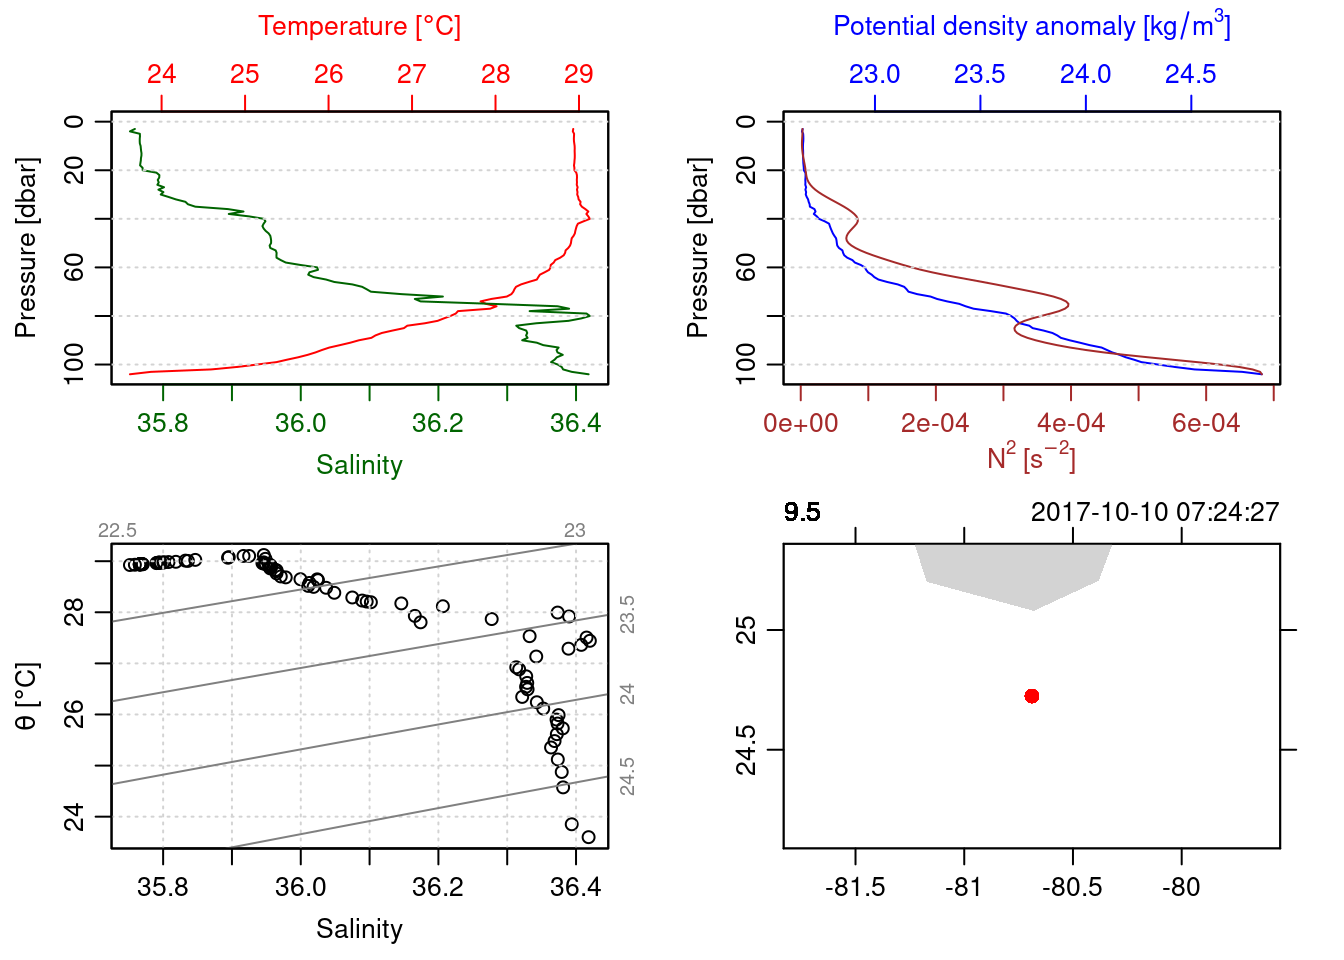 Temperature [°C]
24 25 26 27 28 29
0
20
60
100
Pressure [dbar]
35.8 36.0 36.2 36.4
Salinity
Potential density anomaly [kg/m³]
23.0 23.5 24.0 24.5
0
20
60
100
Pressure [dbar]
0e+00 2e-04 4e-04 6e-04
N² [s⁻²]
22.5 23
23.5
24
24.5
28
26
24
θ [°C]
35.8 36.0 36.2 36.4
Salinity
9.5 2017-10-10 07:24:27
25
24.5
-81.5 -81 -80.5 -80